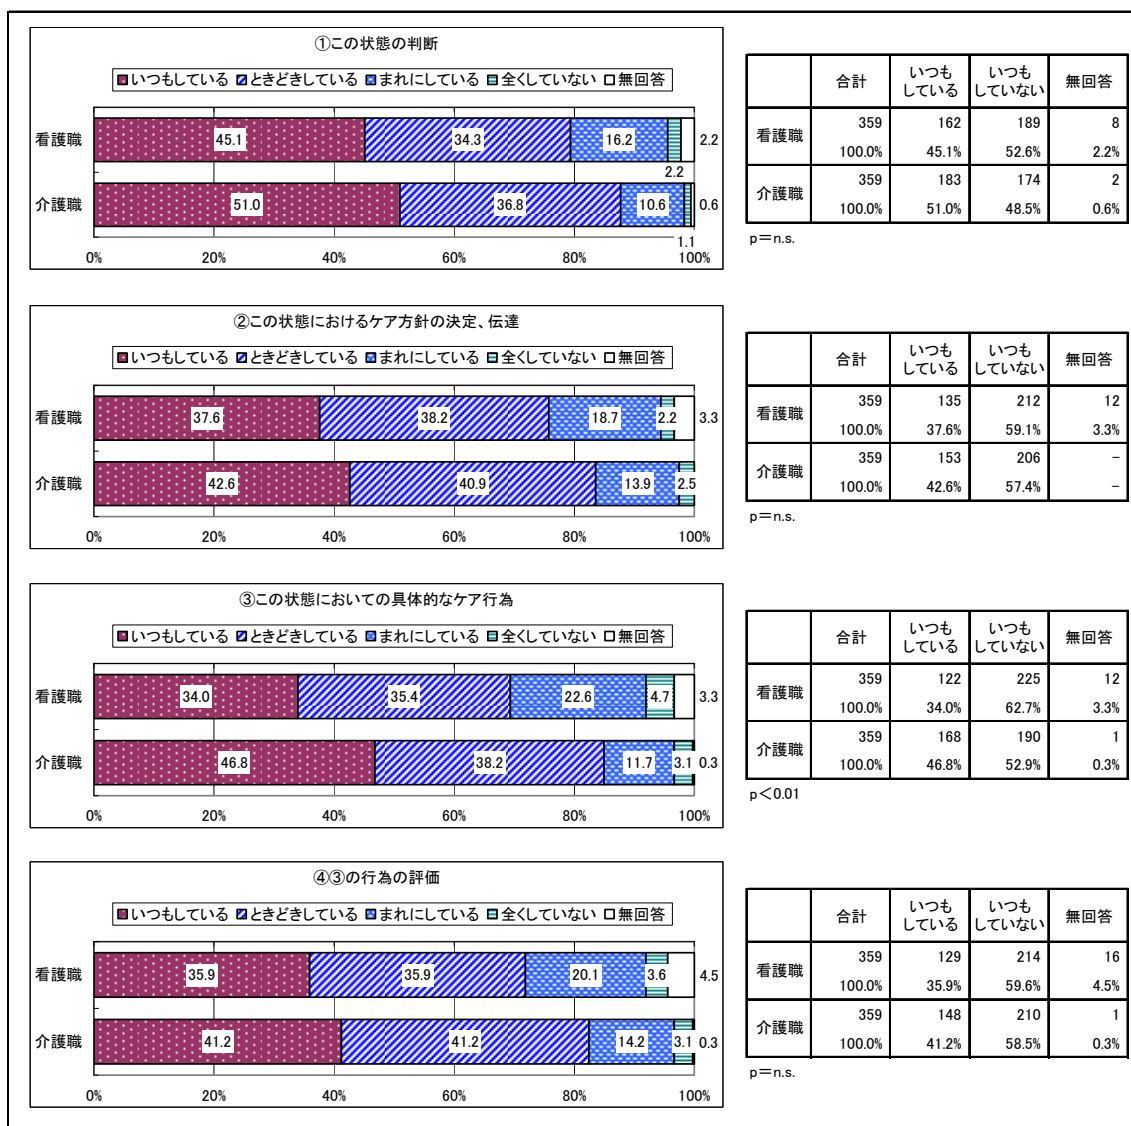 ①この状態の判断
いつもしている ときどきしている まれにしている 全くしていない 無回答
看護職 45.1 34.3 16.2 2.2 2.2
介護職 51.0 36.8 10.6 1.1 0.6
0% 20% 40% 60% 80% 100%
合計 いつもしている いつもしていない 無回答
看護職 359 162 189 8
100.0% 45.1% 52.6% 2.2%
介護職 359 183 174 2
100.0% 51.0% 48.5% 0.6%
p=n.s.
②この状態におけるケア方針の決定、伝達
いつもしている ときどきしている まれにしている 全くしていない 無回答
看護職 37.6 38.2 18.7 2.2 3.3
介護職 42.6 40.9 13.9 2.5
0% 20% 40% 60% 80% 100%
合計 いつもしている いつもしていない 無回答
看護職 359 135 212 12
100.0% 37.6% 59.1% 3.3%
介護職 359 153 206 -
100.0% 42.6% 57.4% -
p=n.s.
③この状態においての具体的なケア行為
いつもしている ときどきしている まれにしている 全くしていない 無回答
看護職 34.0 35.4 22.6 4.7 3.3
介護職 46.8 38.2 11.7 3.1 0.3
0% 20% 40% 60% 80% 100%
合計 いつもしている いつもしていない 無回答
看護職 359 122 225 12
100.0% 34.0% 62.7% 3.3%
介護職 359 168 190 1
100.0% 46.8% 52.9% 0.3%
p<0.01
④③の行為の評価
いつもしている ときどきしている まれにしている 全くしていない 無回答
看護職 35.9 35.9 20.1 3.6 4.5
介護職 41.2 41.2 14.2 3.1 0.3
0% 20% 40% 60% 80% 100%
合計 いつもしている いつもしていない 無回答
看護職 359 129 214 16
100.0% 35.9% 59.6% 4.5%
介護職 359 148 210 1
100.0% 41.2% 58.5% 0.3%
p=n.s.